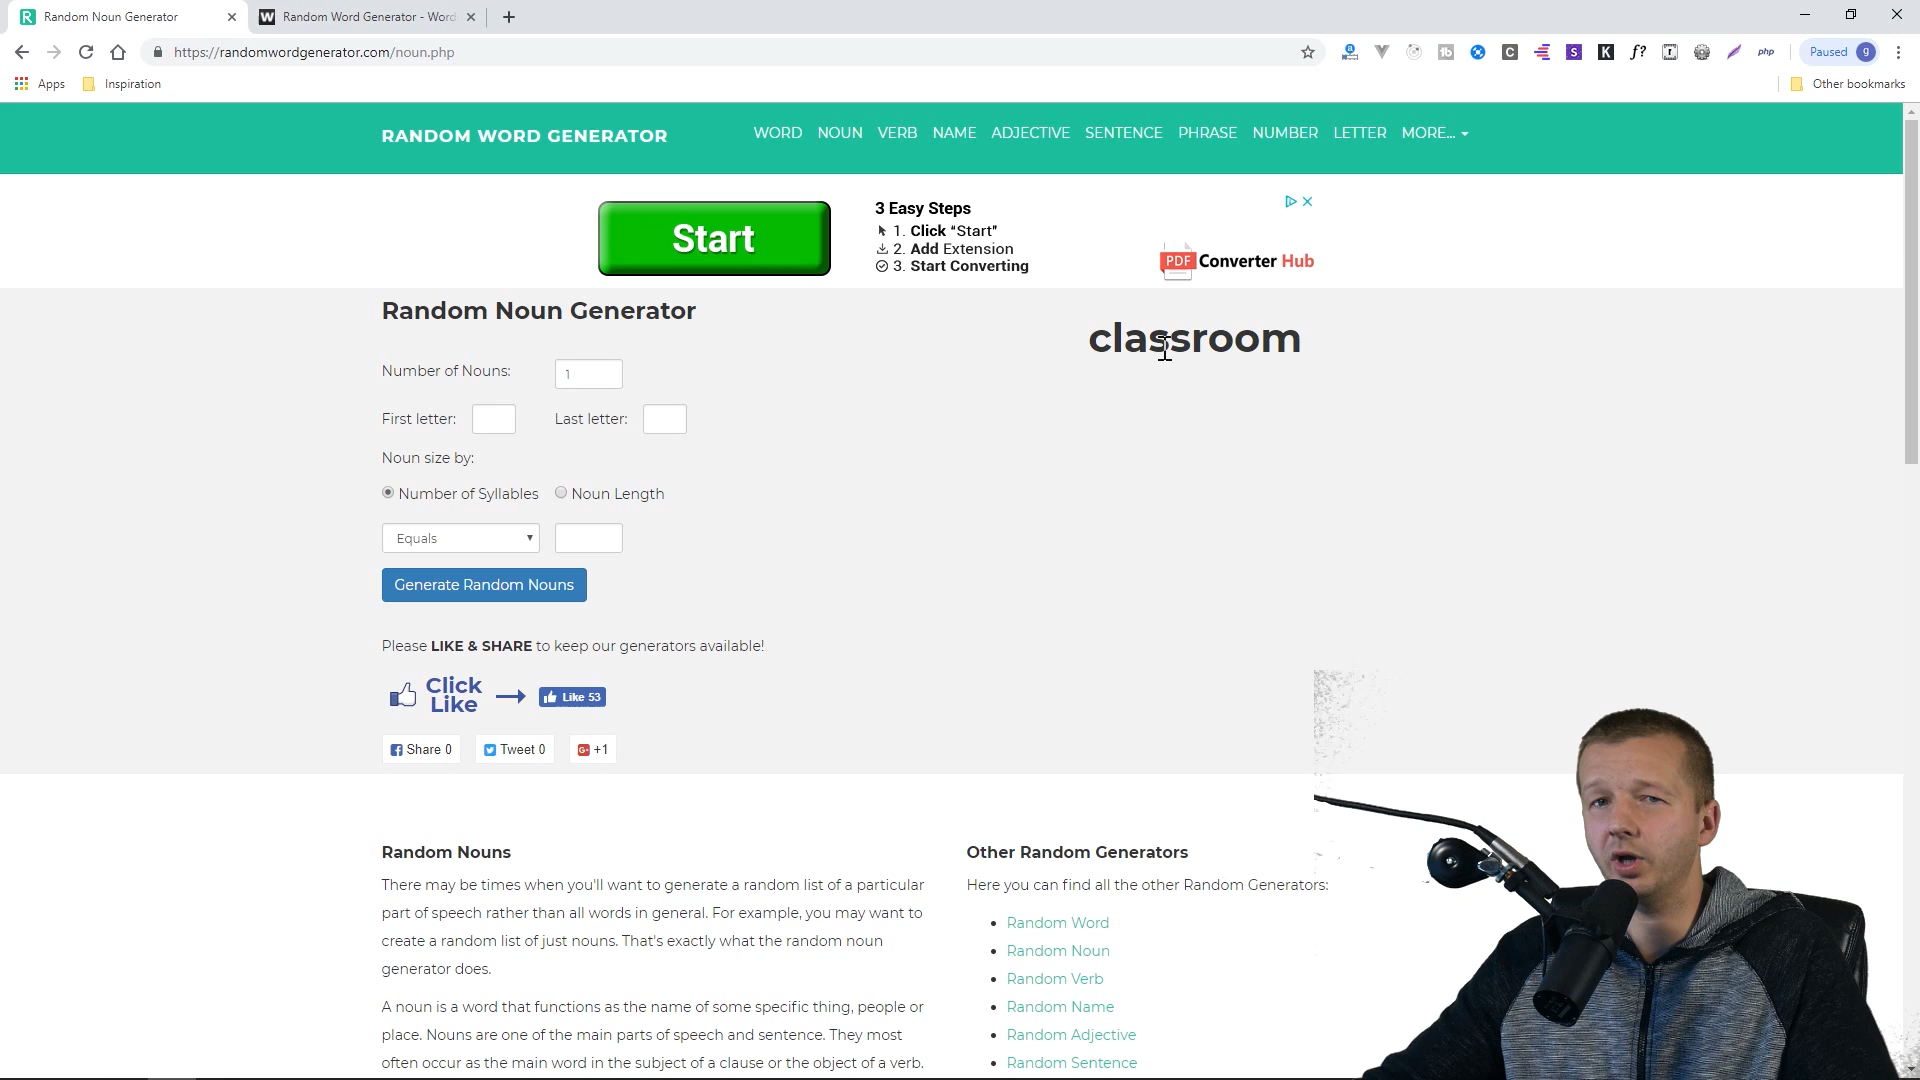 Random Noun Generator
Random Word Generator - Word
https://randomwordgenerator.com/noun.php
Paused g
Apps
Inspiration
Other bookmarks
RANDOM WORD GENERATOR
WORD NOUN VERB NAME ADJECTIVE SENTENCE PHRASE NUMBER LETTER MORE...
Start
3 Easy Steps
1. Click "Start"
2. Add Extension
3. Start Converting
PDF Converter Hub
Random Noun Generator
classroom
Number of Nouns: 1
First letter: Last letter:
Noun size by:
Number of Syllables Noun Length
Equals
Generate Random Nouns
Please LIKE & SHARE to keep our generators available!
Click
Like
Like 53
Share 0 Tweet 0 +1
Random Nouns
There may be times when you'll want to generate a random list of a particular
part of speech rather than all words in general. For example, you may want to
create a random list of just nouns. That's exactly what the random noun
generator does.
A noun is a word that functions as the name of some specific thing, people or
place. Nouns are one of the main parts of speech and sentence. They most
often occur as the main word in the subject of a clause or the object of a verb.
Other Random Generators
Here you can find all the other Random Generators:
Random Word
Random Noun
Random Verb
Random Name
Random Adjective
Random Sentence